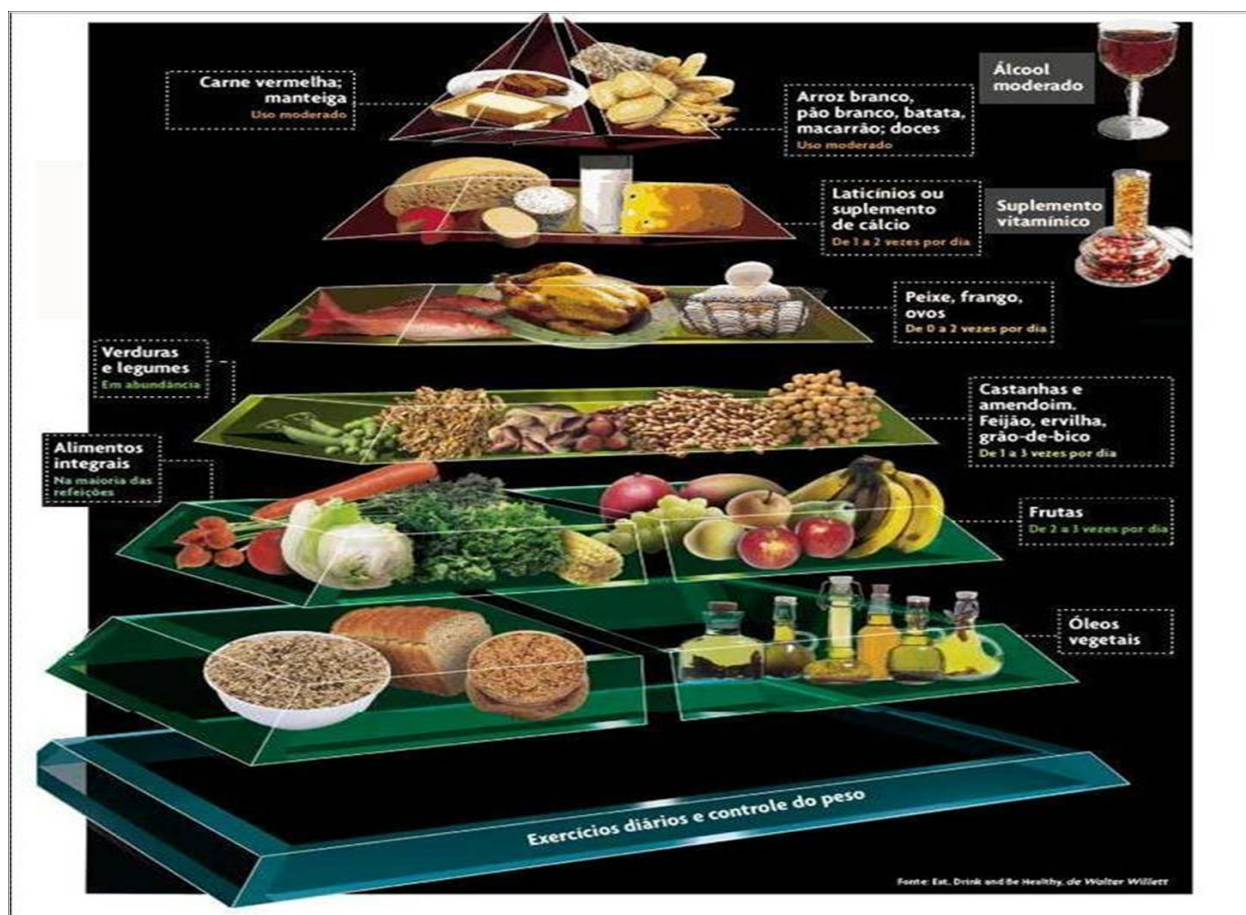 Carne vermelha;
manteiga
Uso moderado
Arroz branco,
pão branco, batata,
macarrão; doces
Uso moderado
Álcool
moderado
Laticínios ou
suplemento
de cálcio
De 1 a 2 vezes por dia
Suplemento
vitamínico
Peixe, frango,
ovos
De 0 a 2 vezes por dia
Verduras
e legumes
Em abundância
Castanhas e
amendoim.
Feijão, ervilha,
grão-de-bico
De 1 a 3 vezes por dia
Alimentos
integrais
Na maioria das
refeições
Frutas
De 2 a 3 vezes por dia
Óleos
vegetais
Exercícios diários e controle do peso
Fonte: Eat, Drink and Be Healthy, de Walter Willett